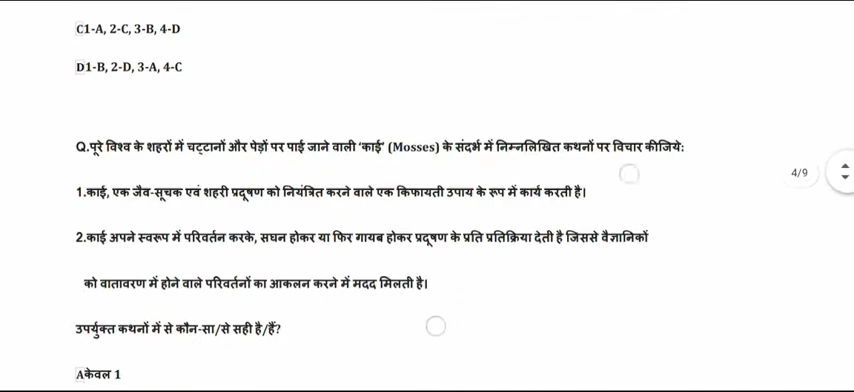 C1-A, 2-C, 3-B, 4-D
D1-B, 2-D, 3-A, 4-C
Q.पूरे विश्व के शहरों में चट्टानों और पेड़ों पर पाई जाने वाली ‘काई’ (Mosses) के संदर्भ में निम्नलिखित कथनों पर विचार कीजिये:
4/9
1.काई, एक जैव-सूचक एवं शहरी प्रदूषण को नियंत्रित करने वाले एक किफायती उपाय के रूप में कार्य करती है।
2.काई अपने स्वरूप में परिवर्तन करके, सघन होकर या फिर गायब होकर प्रदूषण के प्रति प्रतिक्रिया देती है जिससे वैज्ञानिकों
को वातावरण में होने वाले परिवर्तनों का आकलन करने में मदद मिलती है।
उपर्युक्त कथनों में से कौन-सा/से सही है/हैं?
Aकेवल 1